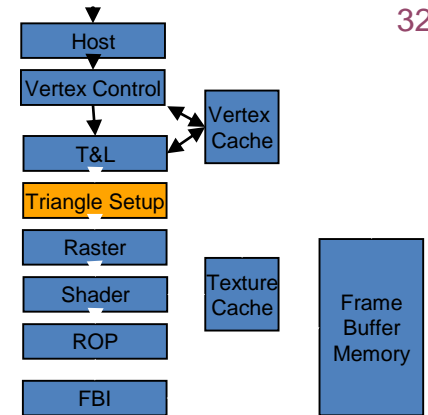 32
Host
Vertex Control
Vertex
Cache
T&L
Triangle Setup
Raster
Texture
Cache
Shader
Frame
Buffer
Memory
ROP
FBI